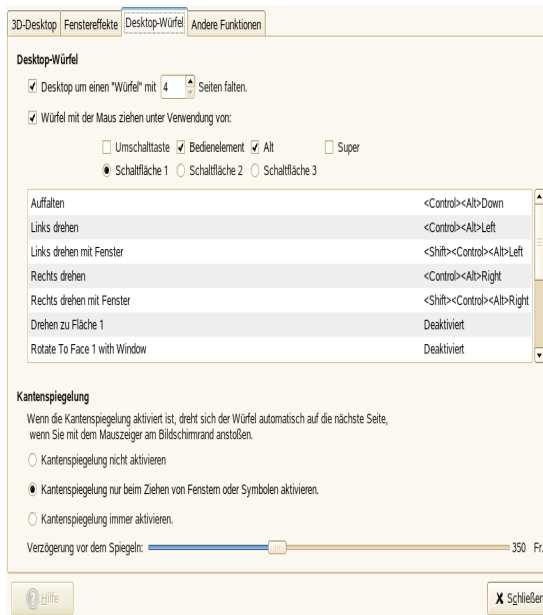 3D-Desktop Fenstereffekte Desktop-Würfel Andere Funktionen
Desktop-Würfel
Desktop um einen "Würfel" mit 4 Seiten falten.
Würfel mit der Maus ziehen unter Verwendung von:
Umschalttaste Bedienelement Alt Super
Schaltfläche 1 Schaltfläche 2 Schaltfläche 3
Auffalten <Control><Alt>Down
Links drehen <Control><Alt>Left
Links drehen mit Fenster <Shift><Control><Alt>Left
Rechts drehen <Control><Alt>Right
Rechts drehen mit Fenster <Shift><Control><Alt>Right
Drehen zu Fläche 1 Deaktiviert
Rotate To Face 1 with Window Deaktiviert
Kantenspiegelung
Wenn die Kantenspiegelung aktiviert ist, dreht sich der Würfel automatisch auf die nächste Seite,
wenn Sie mit dem Mauszeiger am Bildschirmrand anstoßen.
Kantenspiegelung nicht aktivieren
Kantenspiegelung nur beim Ziehen von Fenstern oder Symbolen aktivieren.
Kantenspiegelung immer aktivieren.
Verzögerung vor dem Spiegeln: 350 Fr.
Hilfe Schließen